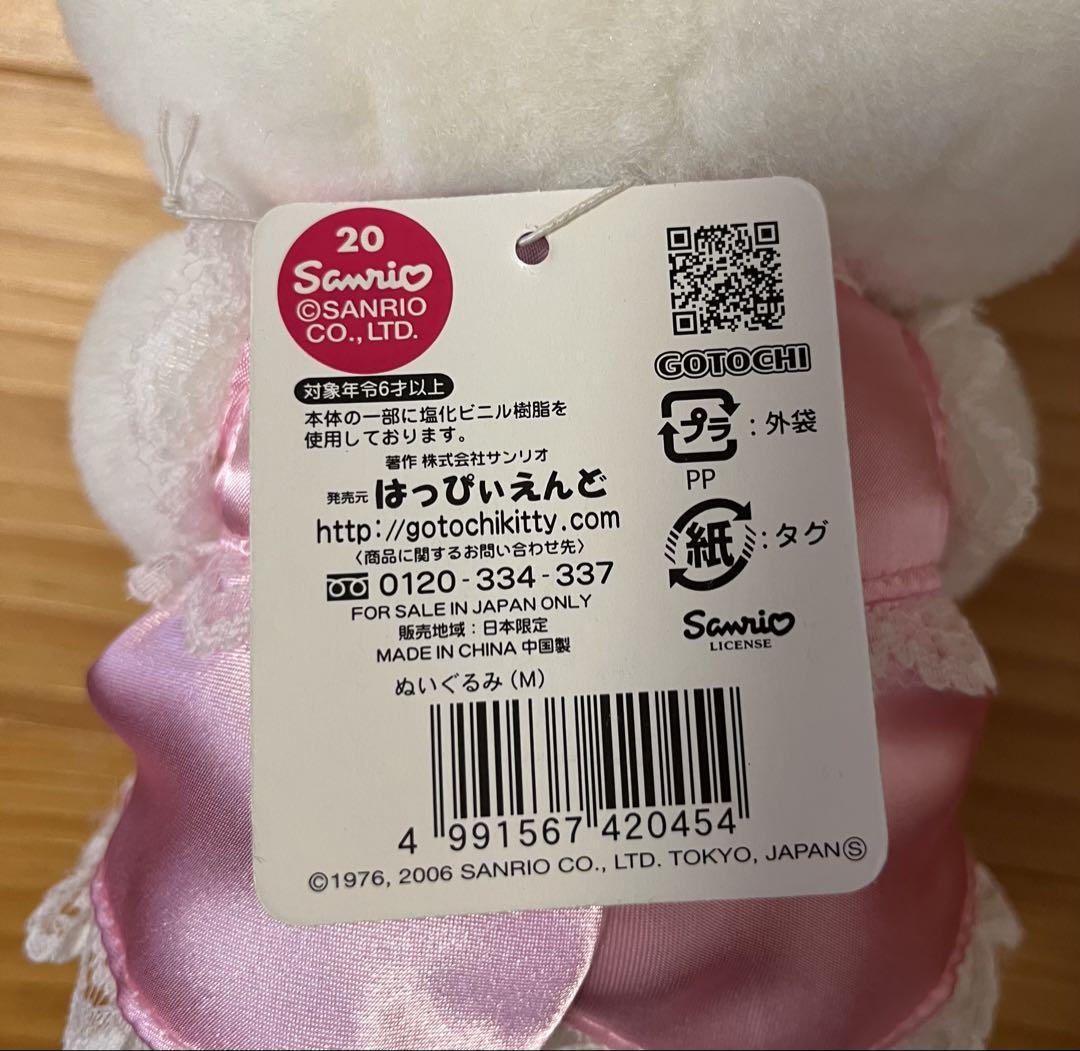 20
Sanrio
©SANRIO
CO., LTD.
対象年令6才以上
本体の一部に塩化ビニル樹脂を
使用しております。
著作 株式会社サンリオ
発売元 はっぴぃえんど
http://gotochikitty.com
〈商品に関するお問い合わせ先〉
0120-334-337
FOR SALE IN JAPAN ONLY
販売地域：日本限定
MADE IN CHINA 中国製
ぬいぐるみ（M）
GOTOCHI
プラ：外袋
PP
紙：タグ
Sanrio
LICENSE
4 991567 420454
©1976, 2006 SANRIO CO., LTD. TOKYO, JAPAN Ⓢ